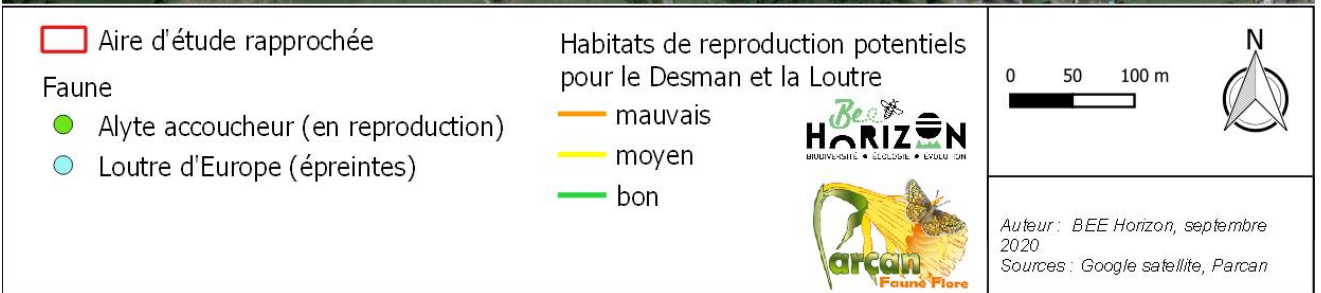 Aire d'étude rapprochée
Faune
Alyte accoucheur (en reproduction)
Loutre d'Europe (épreintes)
Habitats de reproduction potentiels
pour le Desman et la Loutre
mauvais
moyen
bon
Bee
HORIZON
BIODIVERSITÉ • ÉCOLOGIE • EVOLUTION
Parcan
Faune Flore
0 50 100 m
N
Auteur : BEE Horizon, septembre
2020
Sources : Google satellite, Parcan